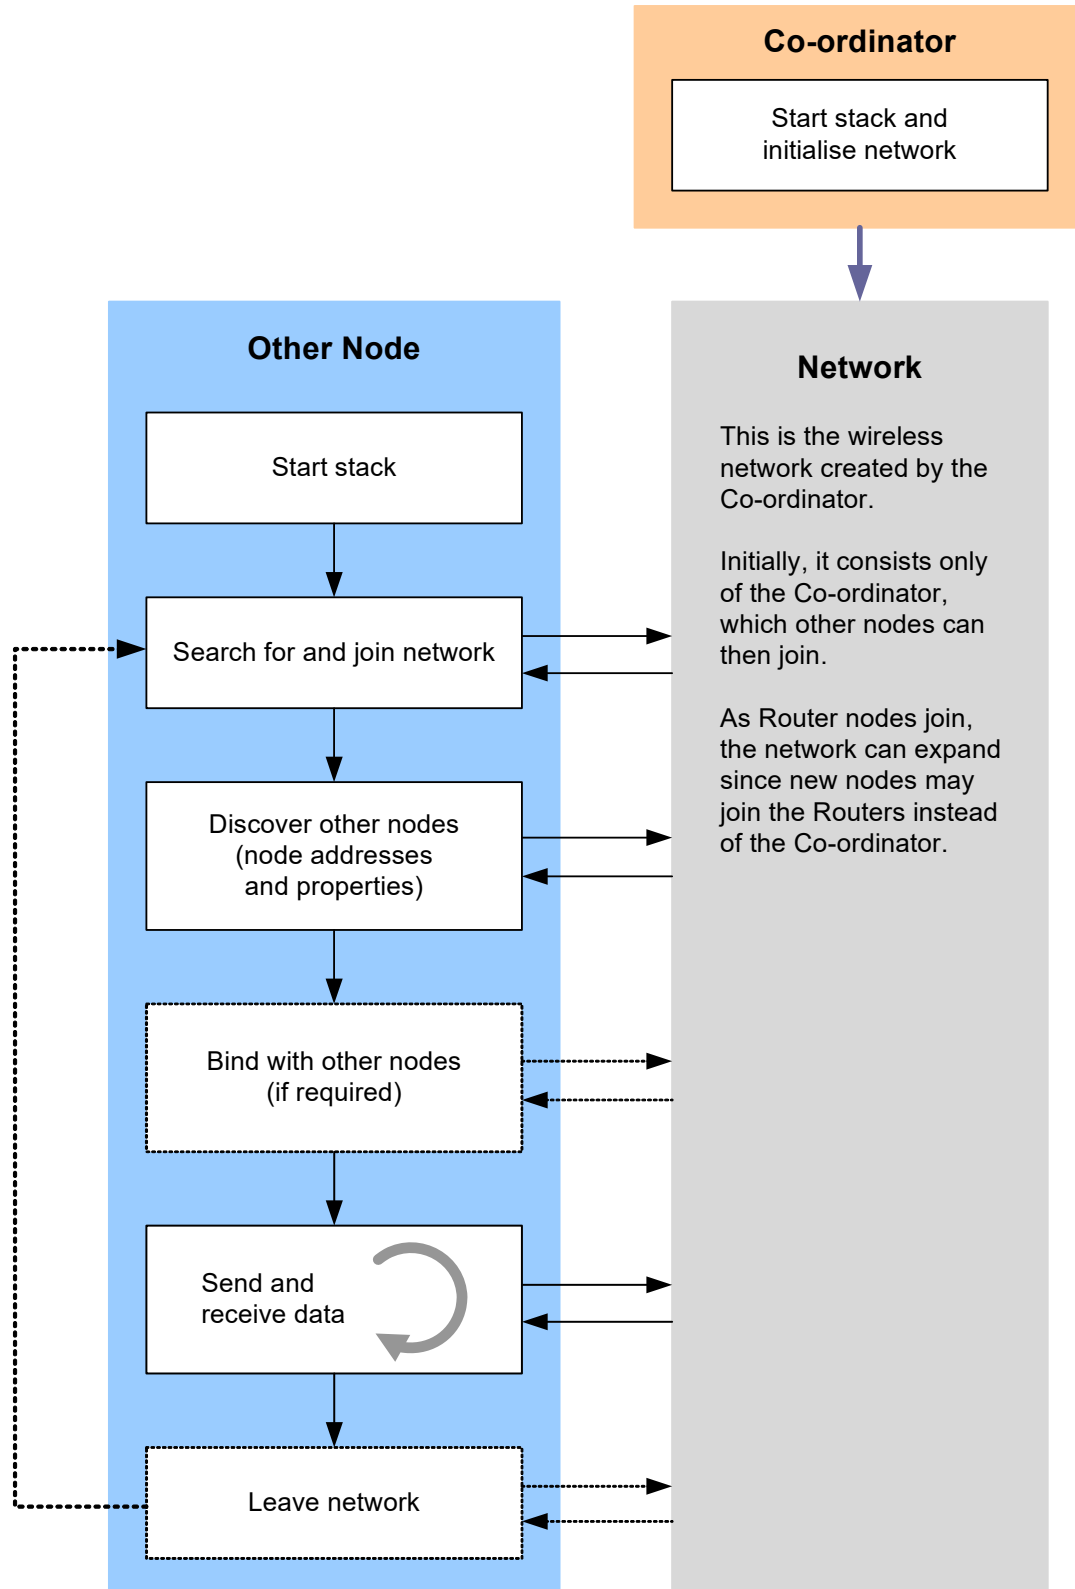 Co-ordinator
Start stack and
initialise network
Other Node
Start stack
Search for and join network
Discover other nodes
(node addresses
and properties)
Bind with other nodes
(if required)
Send and
receive data
Leave network
Network
This is the wireless
network created by the
Co-ordinator.
Initially, it consists only
of the Co-ordinator,
which other nodes can
then join.
As Router nodes join,
the network can expand
since new nodes may
join the Routers instead
of the Co-ordinator.